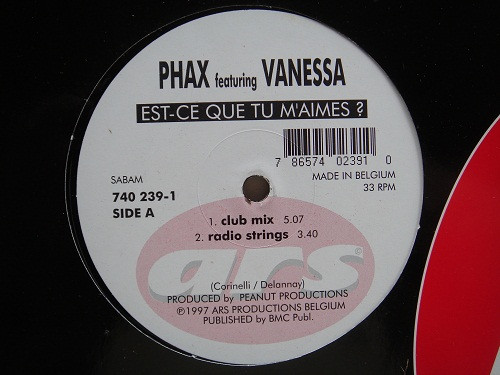 PHAX featuring VANESSA
EST-CE QUE TU M'AIMES ?
7 86574 02391 0
SABAM
MADE IN BELGIUM
740 239-1
33 RPM
SIDE A
1. club mix 5.07
2. radio strings 3.40
ars ©
(Corinelli / Delannay)
PRODUCED by PEANUT PRODUCTIONS
℗1997 ARS PRODUCTIONS BELGIUM
PUBLISHED by BMC Publ.